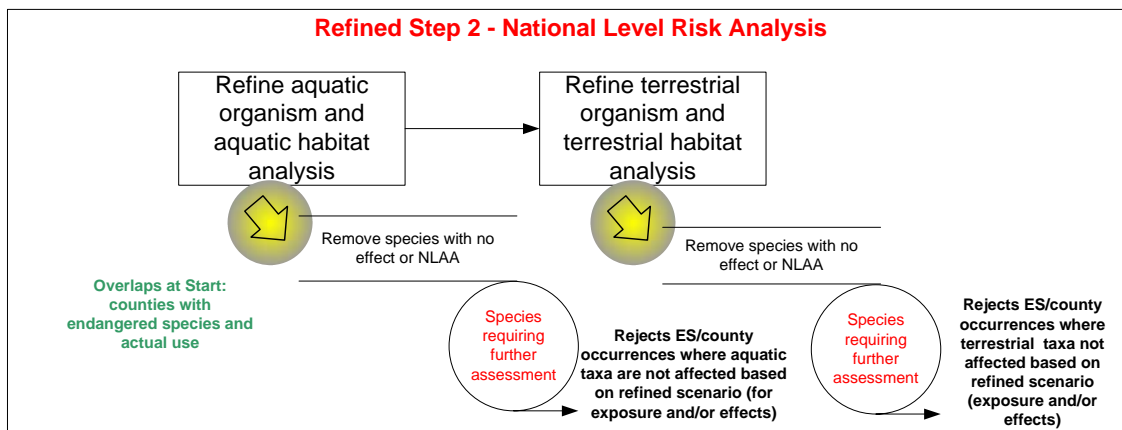 Refined Step 2 - National Level Risk Analysis
Refine aquatic
organism and
aquatic habitat
analysis
Refine terrestrial
organism and
terrestrial habitat
analysis
Remove species with no
effect or NLAA
Remove species with no
effect or NLAA
Overlaps at Start:
counties with
endangered species and
actual use
Species
requiring
further
assessment
Rejects ES/county
occurrences where aquatic
taxa are not affected based
on refined scenario (for
exposure and/or effects)
Species
requiring
further
assessment
Rejects ES/county
occurrences where
terrestrial taxa not
affected based on
refined scenario
(exposure and/or
effects)